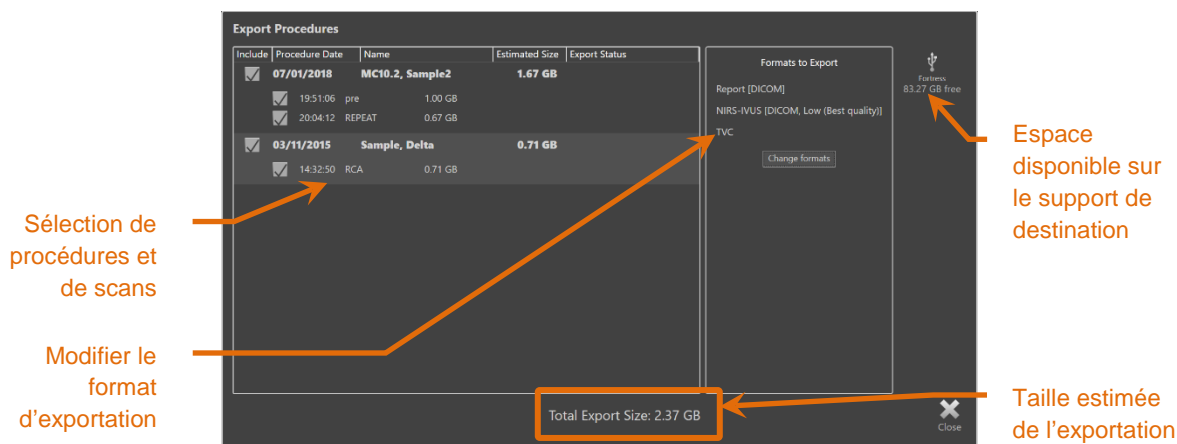 Export Procedures
Include Procedure Date Name Estimated Size Export Status
07/01/2018 MC10.2, Sample2 1.67 GB
19:51:06 pre 1.00 GB
20:04:12 REPEAT 0.67 GB
03/11/2015 Sample, Delta 0.71 GB
14:32:50 RCA 0.71 GB
Formats to Export
Report [DICOM]
NIRS-IVUS [DICOM, Low (Best quality)]
TVC
Change formats
Fortress
83.27 GB free
Espace
disponible sur
le support de
destination
Sélection de
procédures et
de scans
Modifier le
format
d’exportation
Total Export Size: 2.37 GB
Close
Taille estimée
de l’exportation